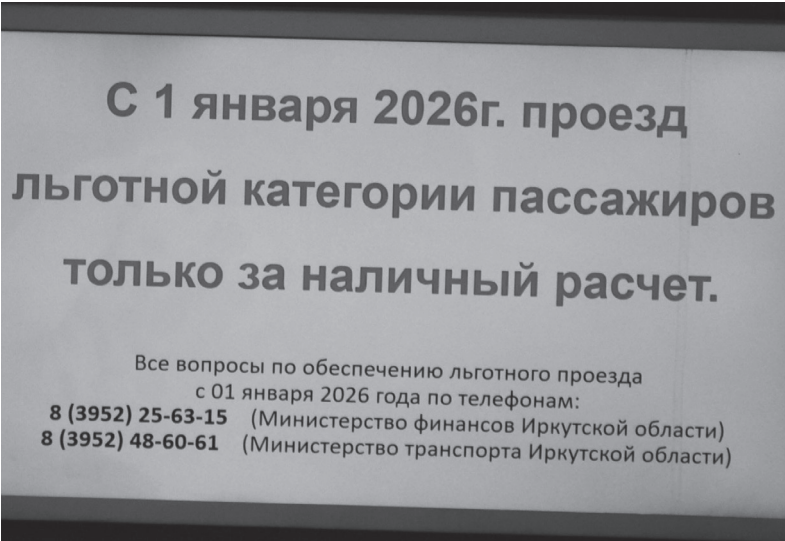 С 1 января 2026г. проезд
льготной категории пассажиров
только за наличный расчет.
Все вопросы по обеспечению льготного проезда
с 01 января 2026 года по телефонам:
8 (3952) 25-63-15 (Министерство финансов Иркутской области)
8 (3952) 48-60-61 (Министерство транспорта Иркутской области)